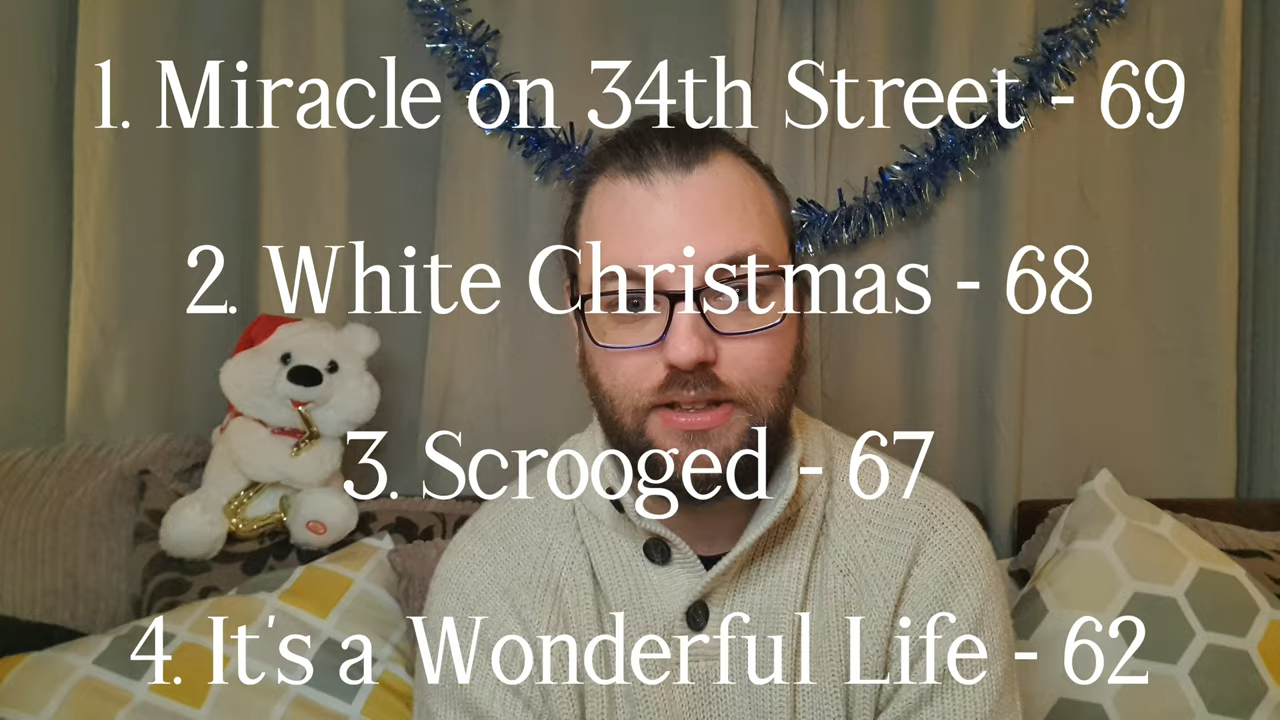 1. Miracle on 34th Street - 69
2. White Christmas - 68
3. Scrooged - 67
4. It's a Wonderful Life - 62